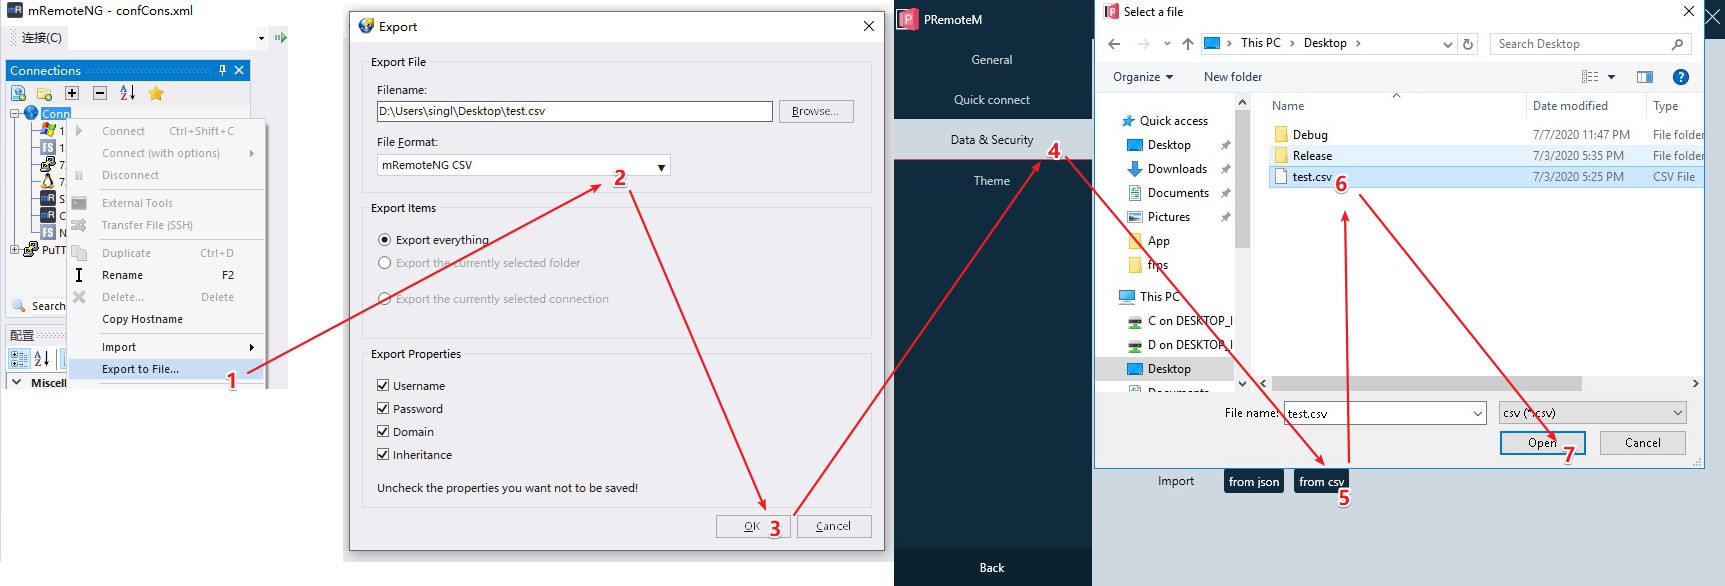 mRemoteNG - confCons.xml
连接(C)
Connections
Conn
1
1.
7.
7.
S
C
N
PuTT
Search
配置
Miscell
Connect Ctrl+Shift+C
Connect (with options)
Disconnect
External Tools
Transfer File (SSH)
Duplicate Ctrl+D
Rename F2
Delete... Delete
Copy Hostname
Import
Export to File...
1
Export
Export File
Filename:
D:\Users\singl\Desktop\test.csv
Browse...
File Format:
mRemoteNG CSV
2
Export Items
Export everything
Export the currently selected folder
Export the currently selected connection
Export Properties
Username
Password
Domain
Inheritance
Uncheck the properties you want not to be saved!
OK
3
Cancel
PRemoteM
General
Quick connect
Data & Security
4
Theme
Back
Select a file
This PC > Desktop >
Search Desktop
Organize
New folder
Quick access
Desktop
Downloads
Documents
Pictures
App
frps
This PC
C on DESKTOP_I
D on DESKTOP_I
Desktop
Documents
Name Date modified Type
Debug 7/7/2020 11:47 PM File folder
Release 7/3/2020 5:35 PM File folder
test.csv 7/3/2020 5:25 PM CSV File
6
File name: test.csv
csv (*.csv)
Open
7
Cancel
Import
from json
from csv
5